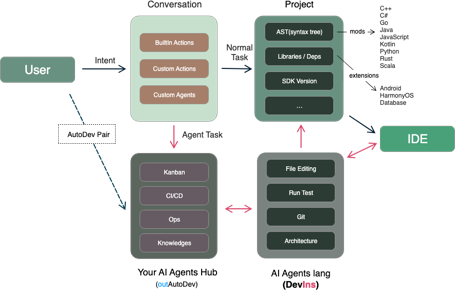 Conversation
Project
User
Intent
BuiltIn Actions
Custom Actions
Custom Agents
Normal
Task
AST(syntax tree)
Libraries / Deps
SDK Version
...
mods
C++
C#
Go
Java
JavaScript
Kotlin
Python
Rust
Scala
extensions
Android
HarmonyOS
Database
AutoDev Pair
Agent Task
IDE
Kanban
CI/CD
Ops
Knowledges
File Editing
Run Test
Git
Architecture
Your AI Agents Hub
(outAutoDev)
AI Agents lang
(DevIns)